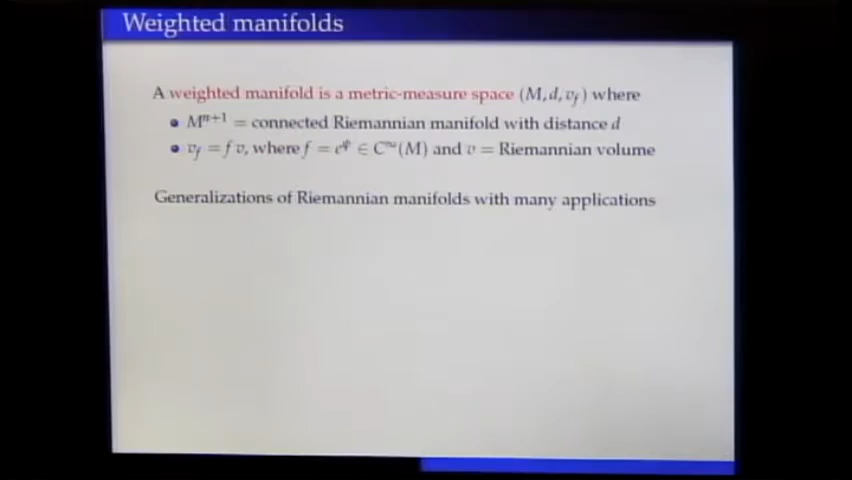 Weighted manifolds
A weighted manifold is a metric-measure space (M, d, v_f) where
• M^{n+1} = connected Riemannian manifold with distance d
• v_f = f v, where f = e^φ ∈ C^∞(M) and v = Riemannian volume
Generalizations of Riemannian manifolds with many applications